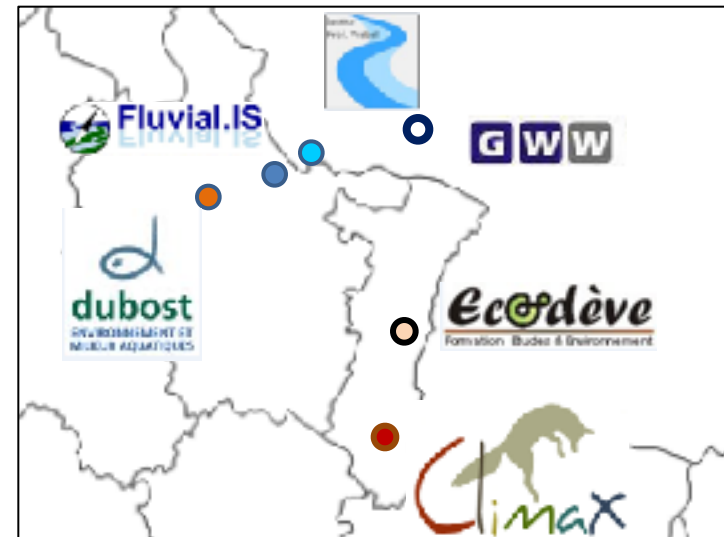 Fluvial.IS
GWW
dubost
ENVIRONNEMENT ET
MILIEUX AQUATIQUES
Ecodève
Formation Etudes & Environnement
Climax